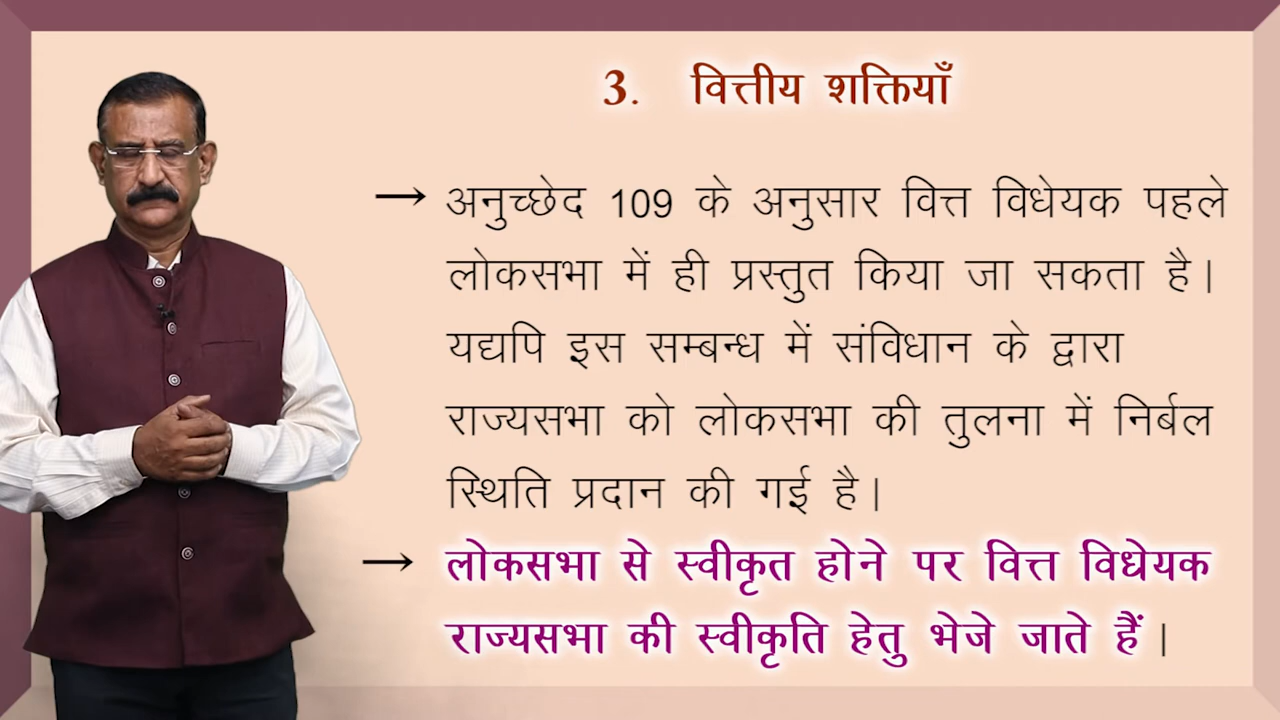 3. वित्तीय शक्तियाँ
→ अनुच्छेद 109 के अनुसार वित्त विधेयक पहले
लोकसभा में ही प्रस्तुत किया जा सकता है।
यद्यपि इस सम्बन्ध में संविधान के द्वारा
राज्यसभा को लोकसभा की तुलना में निर्बल
स्थिति प्रदान की गई है।
→ लोकसभा से स्वीकृत होने पर वित्त विधेयक
राज्यसभा की स्वीकृति हेतु भेजे जाते हैं।